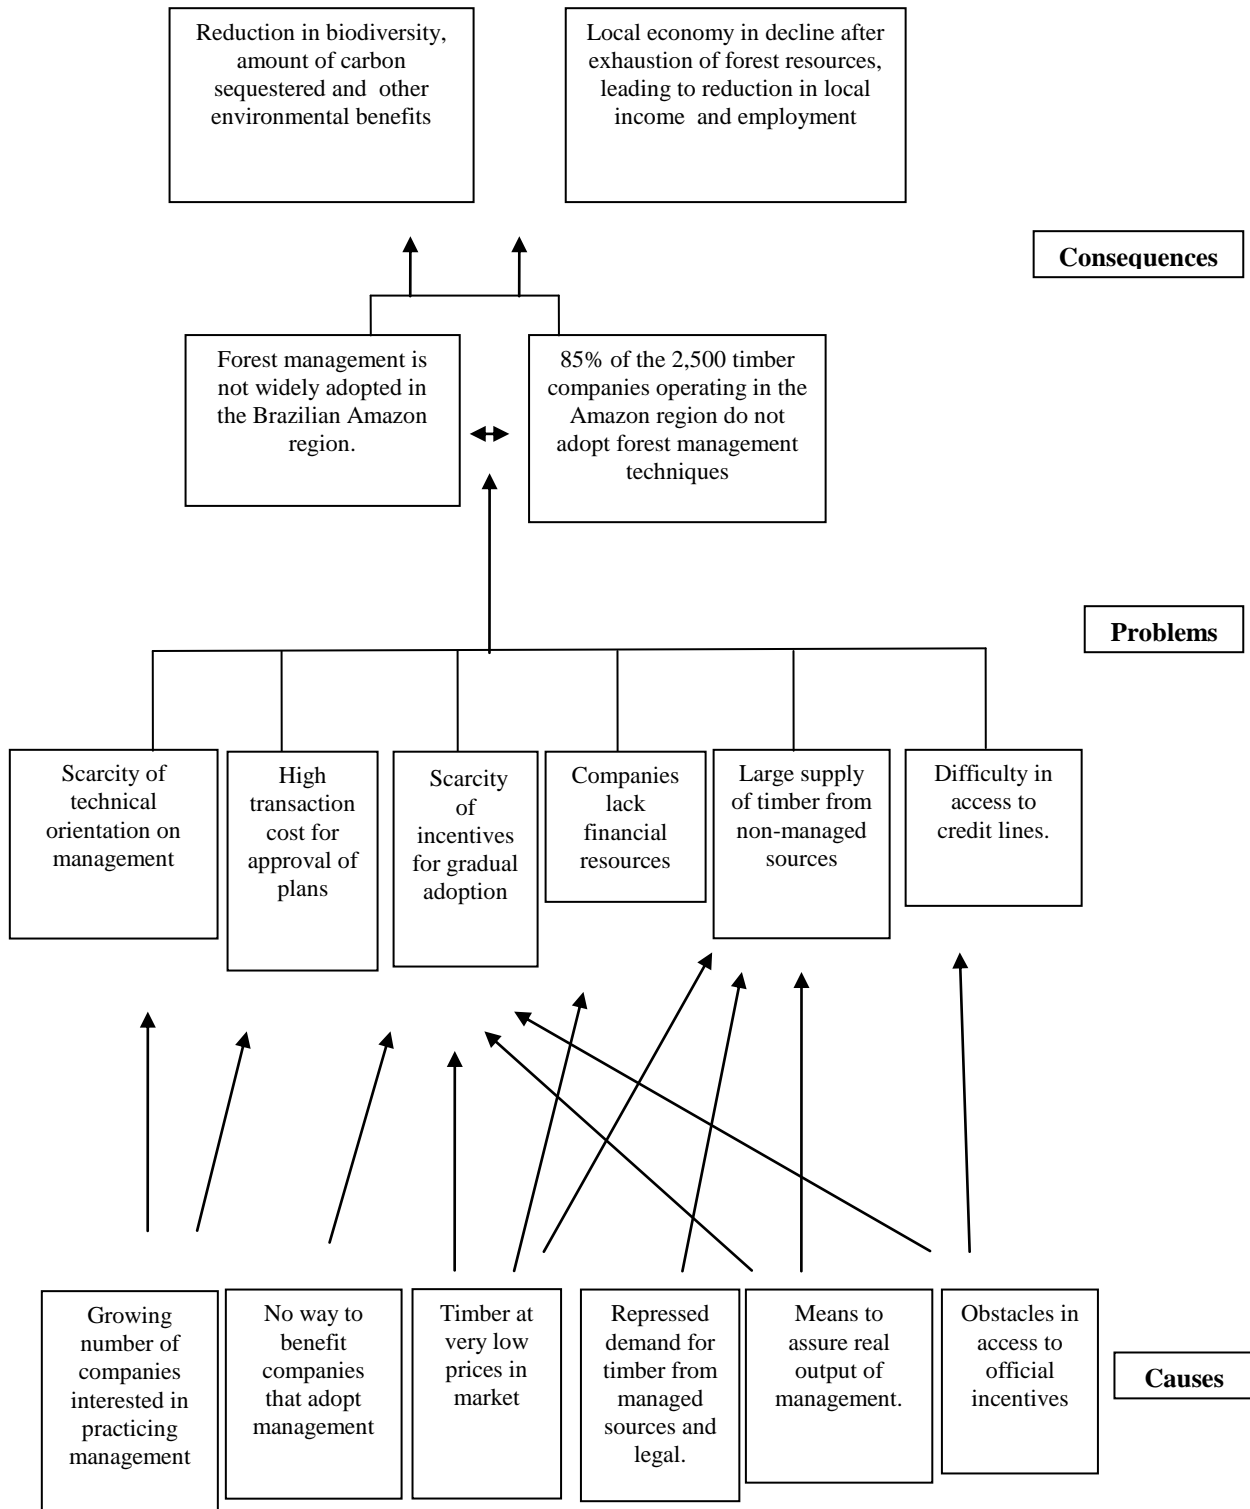 Reduction in biodiversity,
amount of carbon
sequestered and other
environmental benefits
Local economy in decline after
exhaustion of forest resources,
leading to reduction in local
income and employment
Consequences
Forest management is
not widely adopted in
the Brazilian Amazon
region.
85% of the 2,500 timber
companies operating in the
Amazon region do not
adopt forest management
techniques
Problems
Scarcity of
technical
orientation on
management
High
transaction
cost for
approval of
plans
Scarcity
of
incentives
for gradual
adoption
Companies
lack
financial
resources
Large supply
of timber from
non-managed
sources
Difficulty in
access to
credit lines.
Growing
number of
companies
interested in
practicing
management
No way to
benefit
companies
that adopt
management
Timber at
very low
prices in
market
Repressed
demand for
timber from
managed
sources and
legal.
Means to
assure real
output of
management.
Obstacles in
access to
official
incentives
Causes